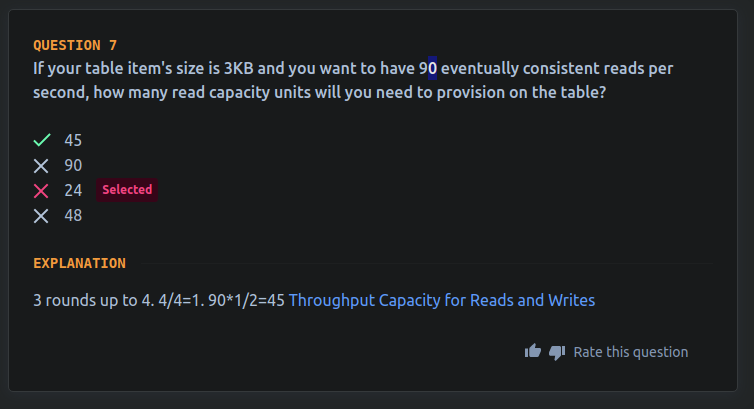 QUESTION 7
If your table item's size is 3KB and you want to have 90 eventually consistent reads per
second, how many read capacity units will you need to provision on the table?
45
90
24 Selected
48
EXPLANATION
3 rounds up to 4. 4/4=1. 90*1/2=45 Throughput Capacity for Reads and Writes
Rate this question